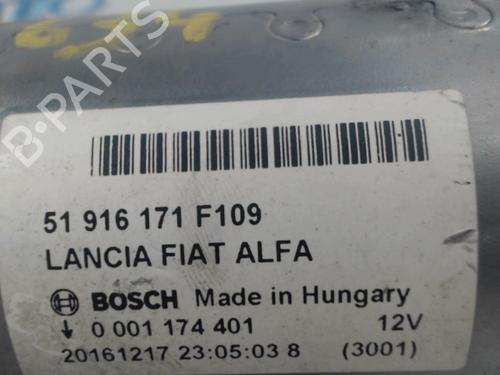 B-PARTS
51 916 171 F109
LANCIA FIAT ALFA
BOSCH Made in Hungary
0 001 174 401 12V
20161217 23:05:03 8 (3001)